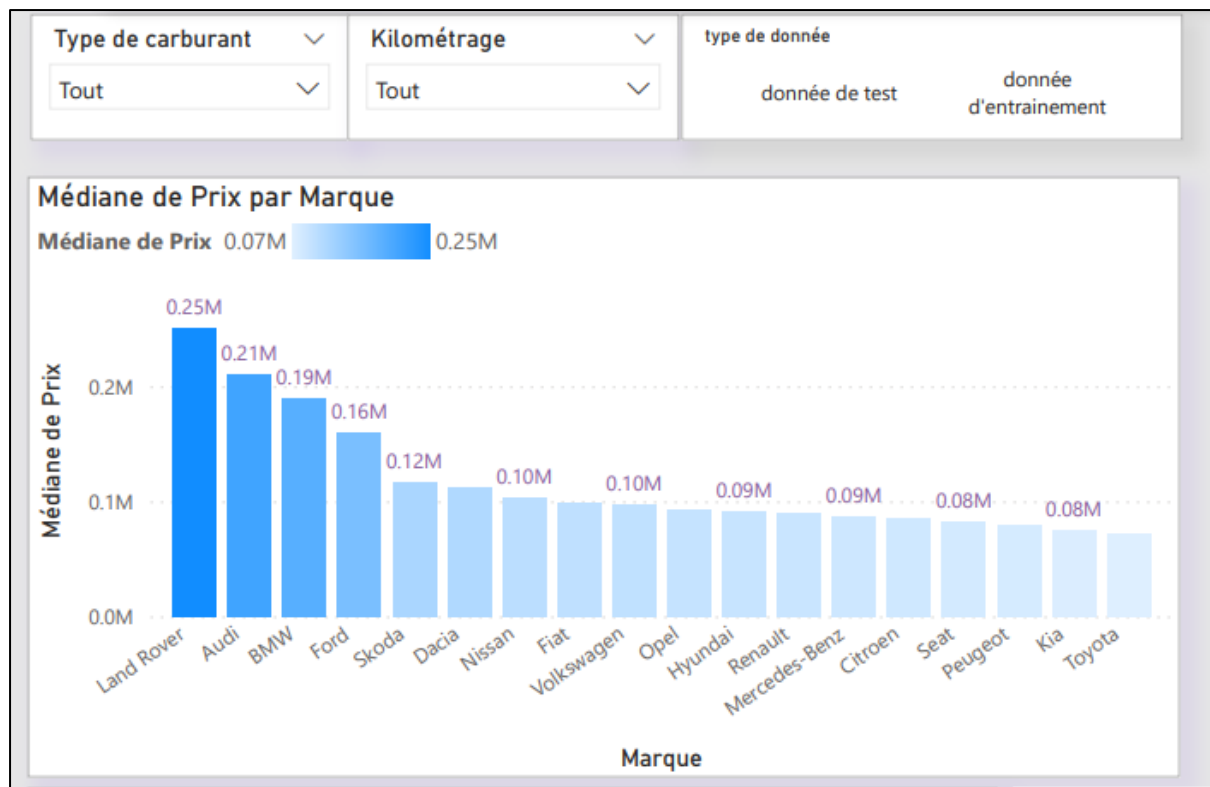 Type de carburant
Kilométrage
type de donnée
Tout
Tout
donnée de test
donnée
d'entrainement
Médiane de Prix par Marque
Médiane de Prix 0.07M 0.25M
Médiane de Prix
0.2M
0.1M
0.0M
0.25M
0.21M
0.19M
0.16M
0.12M
0.10M
0.10M
0.09M
0.09M
0.08M
0.08M
Land Rover
Audi
BMW
Ford
Skoda
Dacia
Nissan
Fiat
Volkswagen
Opel
Hyundai
Renault
Mercedes-Benz
Citroen
Seat
Peugeot
Kia
Toyota
Marque